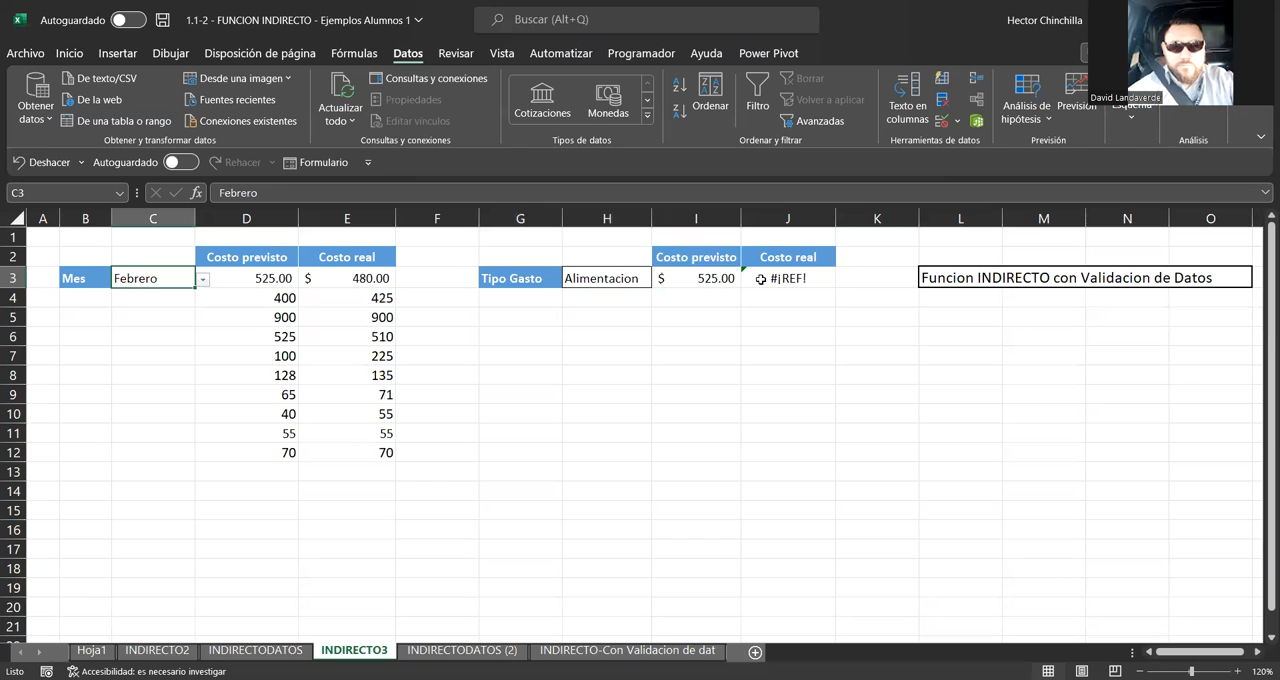 Autoguardado
1.1-2 - FUNCION INDIRECTO - Ejemplos Alumnos 1
Buscar (Alt+Q)
Hector Chinchilla
Archivo Inicio Insertar Dibujar Disposición de página Fórmulas Datos Revisar Vista Automatizar Programador Ayuda Power Pivot
David Landaverde
Obtener datos
De texto/CSV
De la web
De una tabla o rango
Desde una imagen
Fuentes recientes
Conexiones existentes
Obtener y transformar datos
Actualizar todo
Consultas y conexiones
Propiedades
Editar vínculos
Consultas y conexiones
Cotizaciones
Monedas
Tipos de datos
Ordenar
Filtro
Borrar
Volver a aplicar
Avanzadas
Ordenar y filtrar
Texto en columnas
Herramientas de datos
Análisis de hipótesis
Previsión
Previsión
Análisis
Deshacer Autoguardado Rehacer Formulario
C3 fx Febrero
A B C D E F G H I J K L M N O
1
2 Costo previsto Costo real Costo previsto Costo real
3 Mes Febrero 525.00 $ 480.00 Tipo Gasto Alimentacion $ 525.00 #¡REF! Funcion INDIRECTO con Validacion de Datos
4 400 425
5 900 900
6 525 510
7 100 225
8 128 135
9 65 71
10 40 55
11 55 55
12 70 70
13
14
15
16
17
18
19
20
21
Hoja1 INDIRECTO2 INDIRECTODATOS INDIRECTO3 INDIRECTODATOS (2) INDIRECTO-Con Validacion de dat
Listo Accesibilidad: es necesario investigar 120%